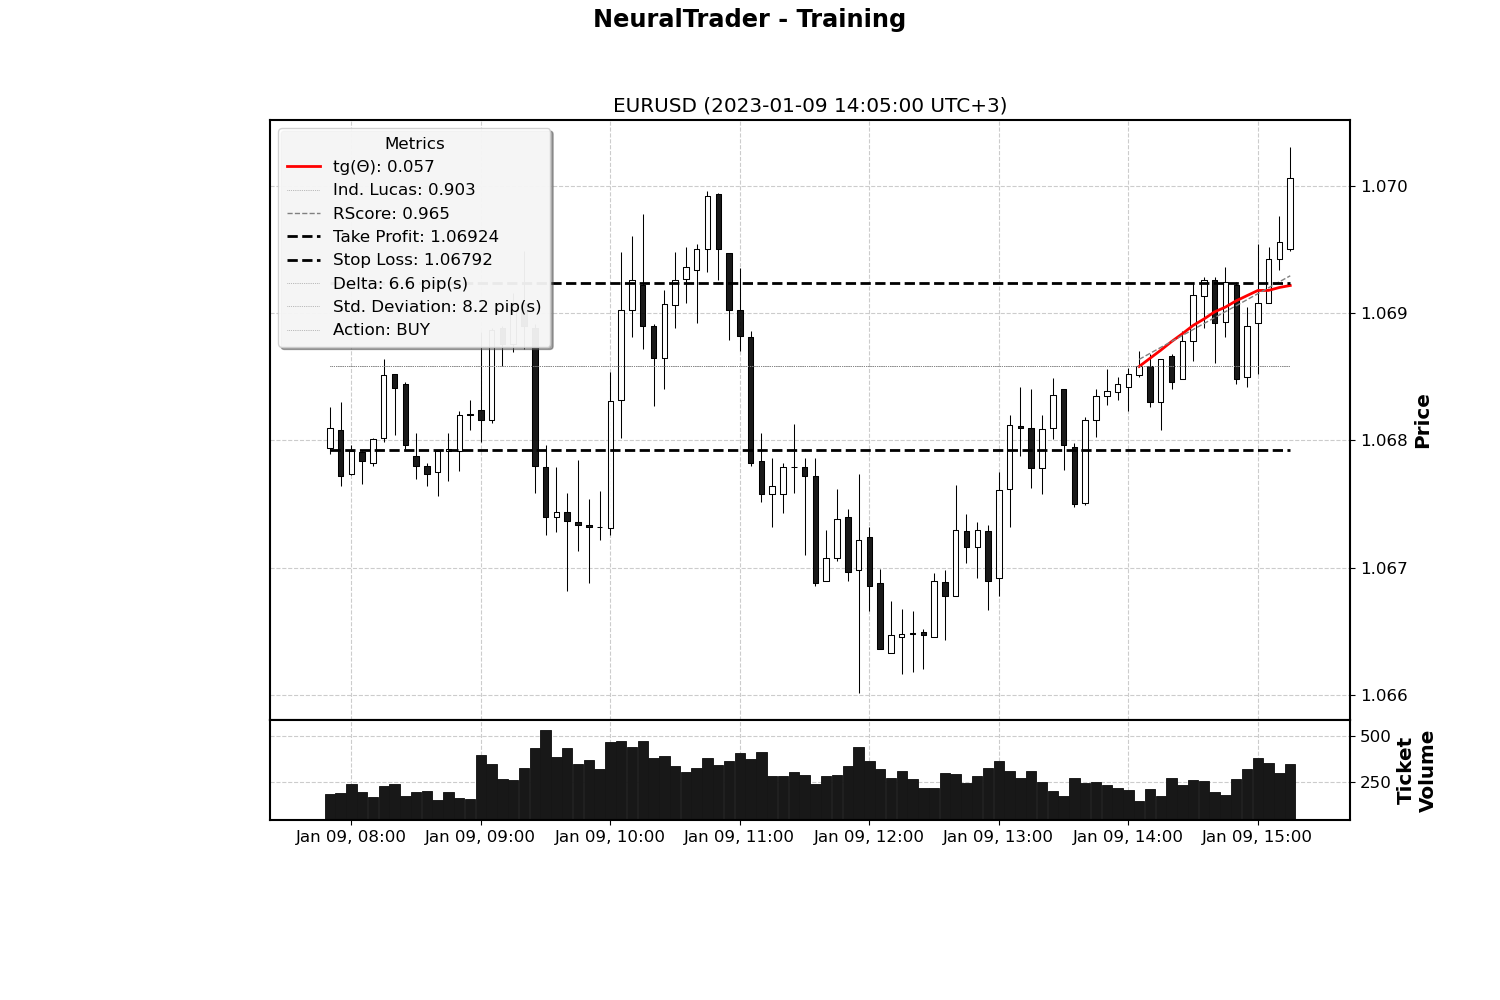 NeuralTrader - Training
EURUSD (2023-01-09 14:05:00 UTC+3)
Metrics
tg(Θ): 0.057
Ind. Lucas: 0.903
RScore: 0.965
Take Profit: 1.06924
Stop Loss: 1.06792
Delta: 6.6 pip(s)
Std. Deviation: 8.2 pip(s)
Action: BUY
1.070
1.069
1.068
1.067
1.066
Price
500
250
Ticket
Volume
Jan 09, 08:00
Jan 09, 09:00
Jan 09, 10:00
Jan 09, 11:00
Jan 09, 12:00
Jan 09, 13:00
Jan 09, 14:00
Jan 09, 15:00